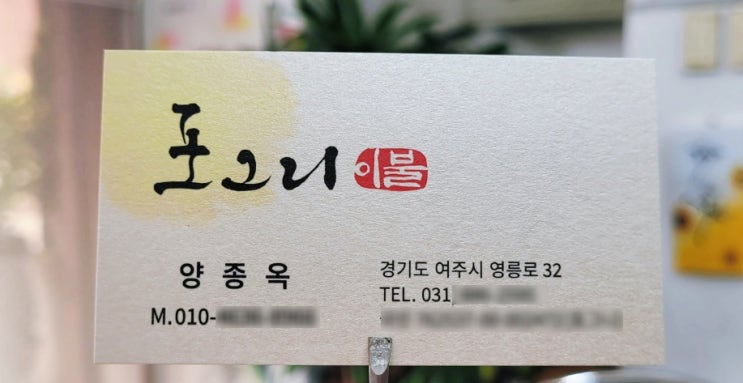 포그니 이불
양종옥
M.010-
경기도 여주시 영릉로 32
TEL. 031